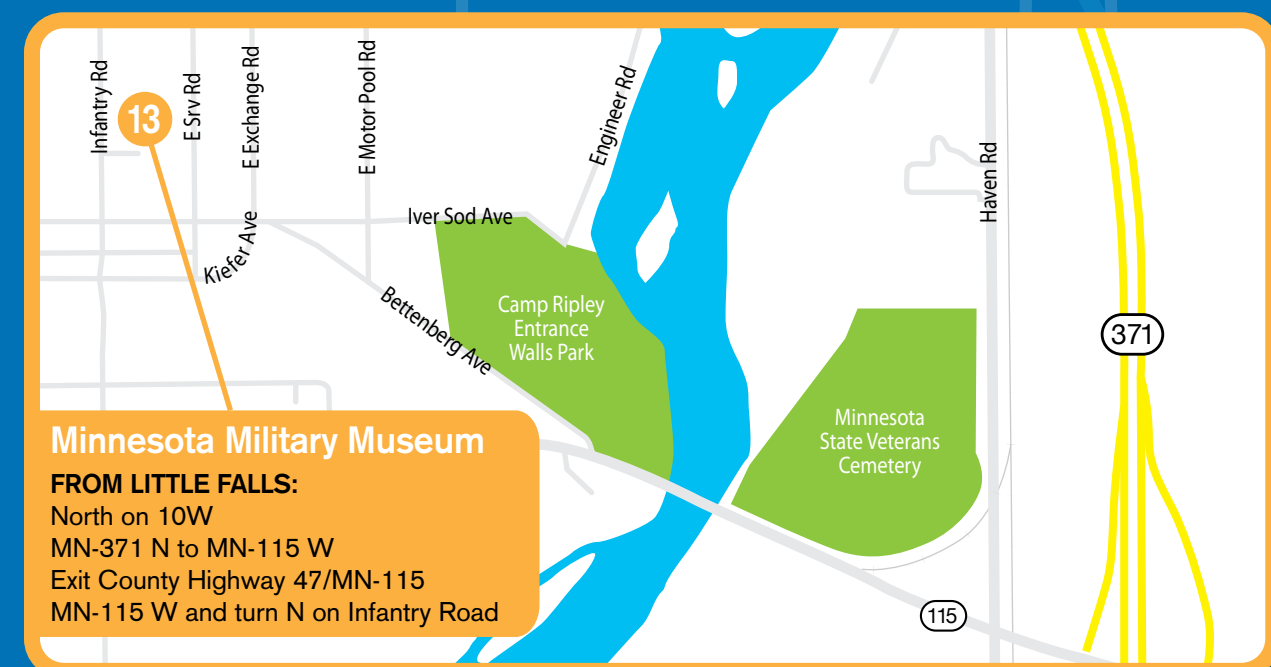 Infantry Rd
13
E Srv Rd
E Exchange Rd
E Motor Pool Rd
Engineer Rd
Haven Rd
Iver Sod Ave
Kiefer Ave
Bettenberg Ave
Camp Ripley
Entrance
Walls Park
371
Minnesota
State Veterans
Cemetery
115
Minnesota Military Museum
FROM LITTLE FALLS:
North on 10W
MN-371 N to MN-115 W
Exit County Highway 47/MN-115
MN-115 W and turn N on Infantry Road